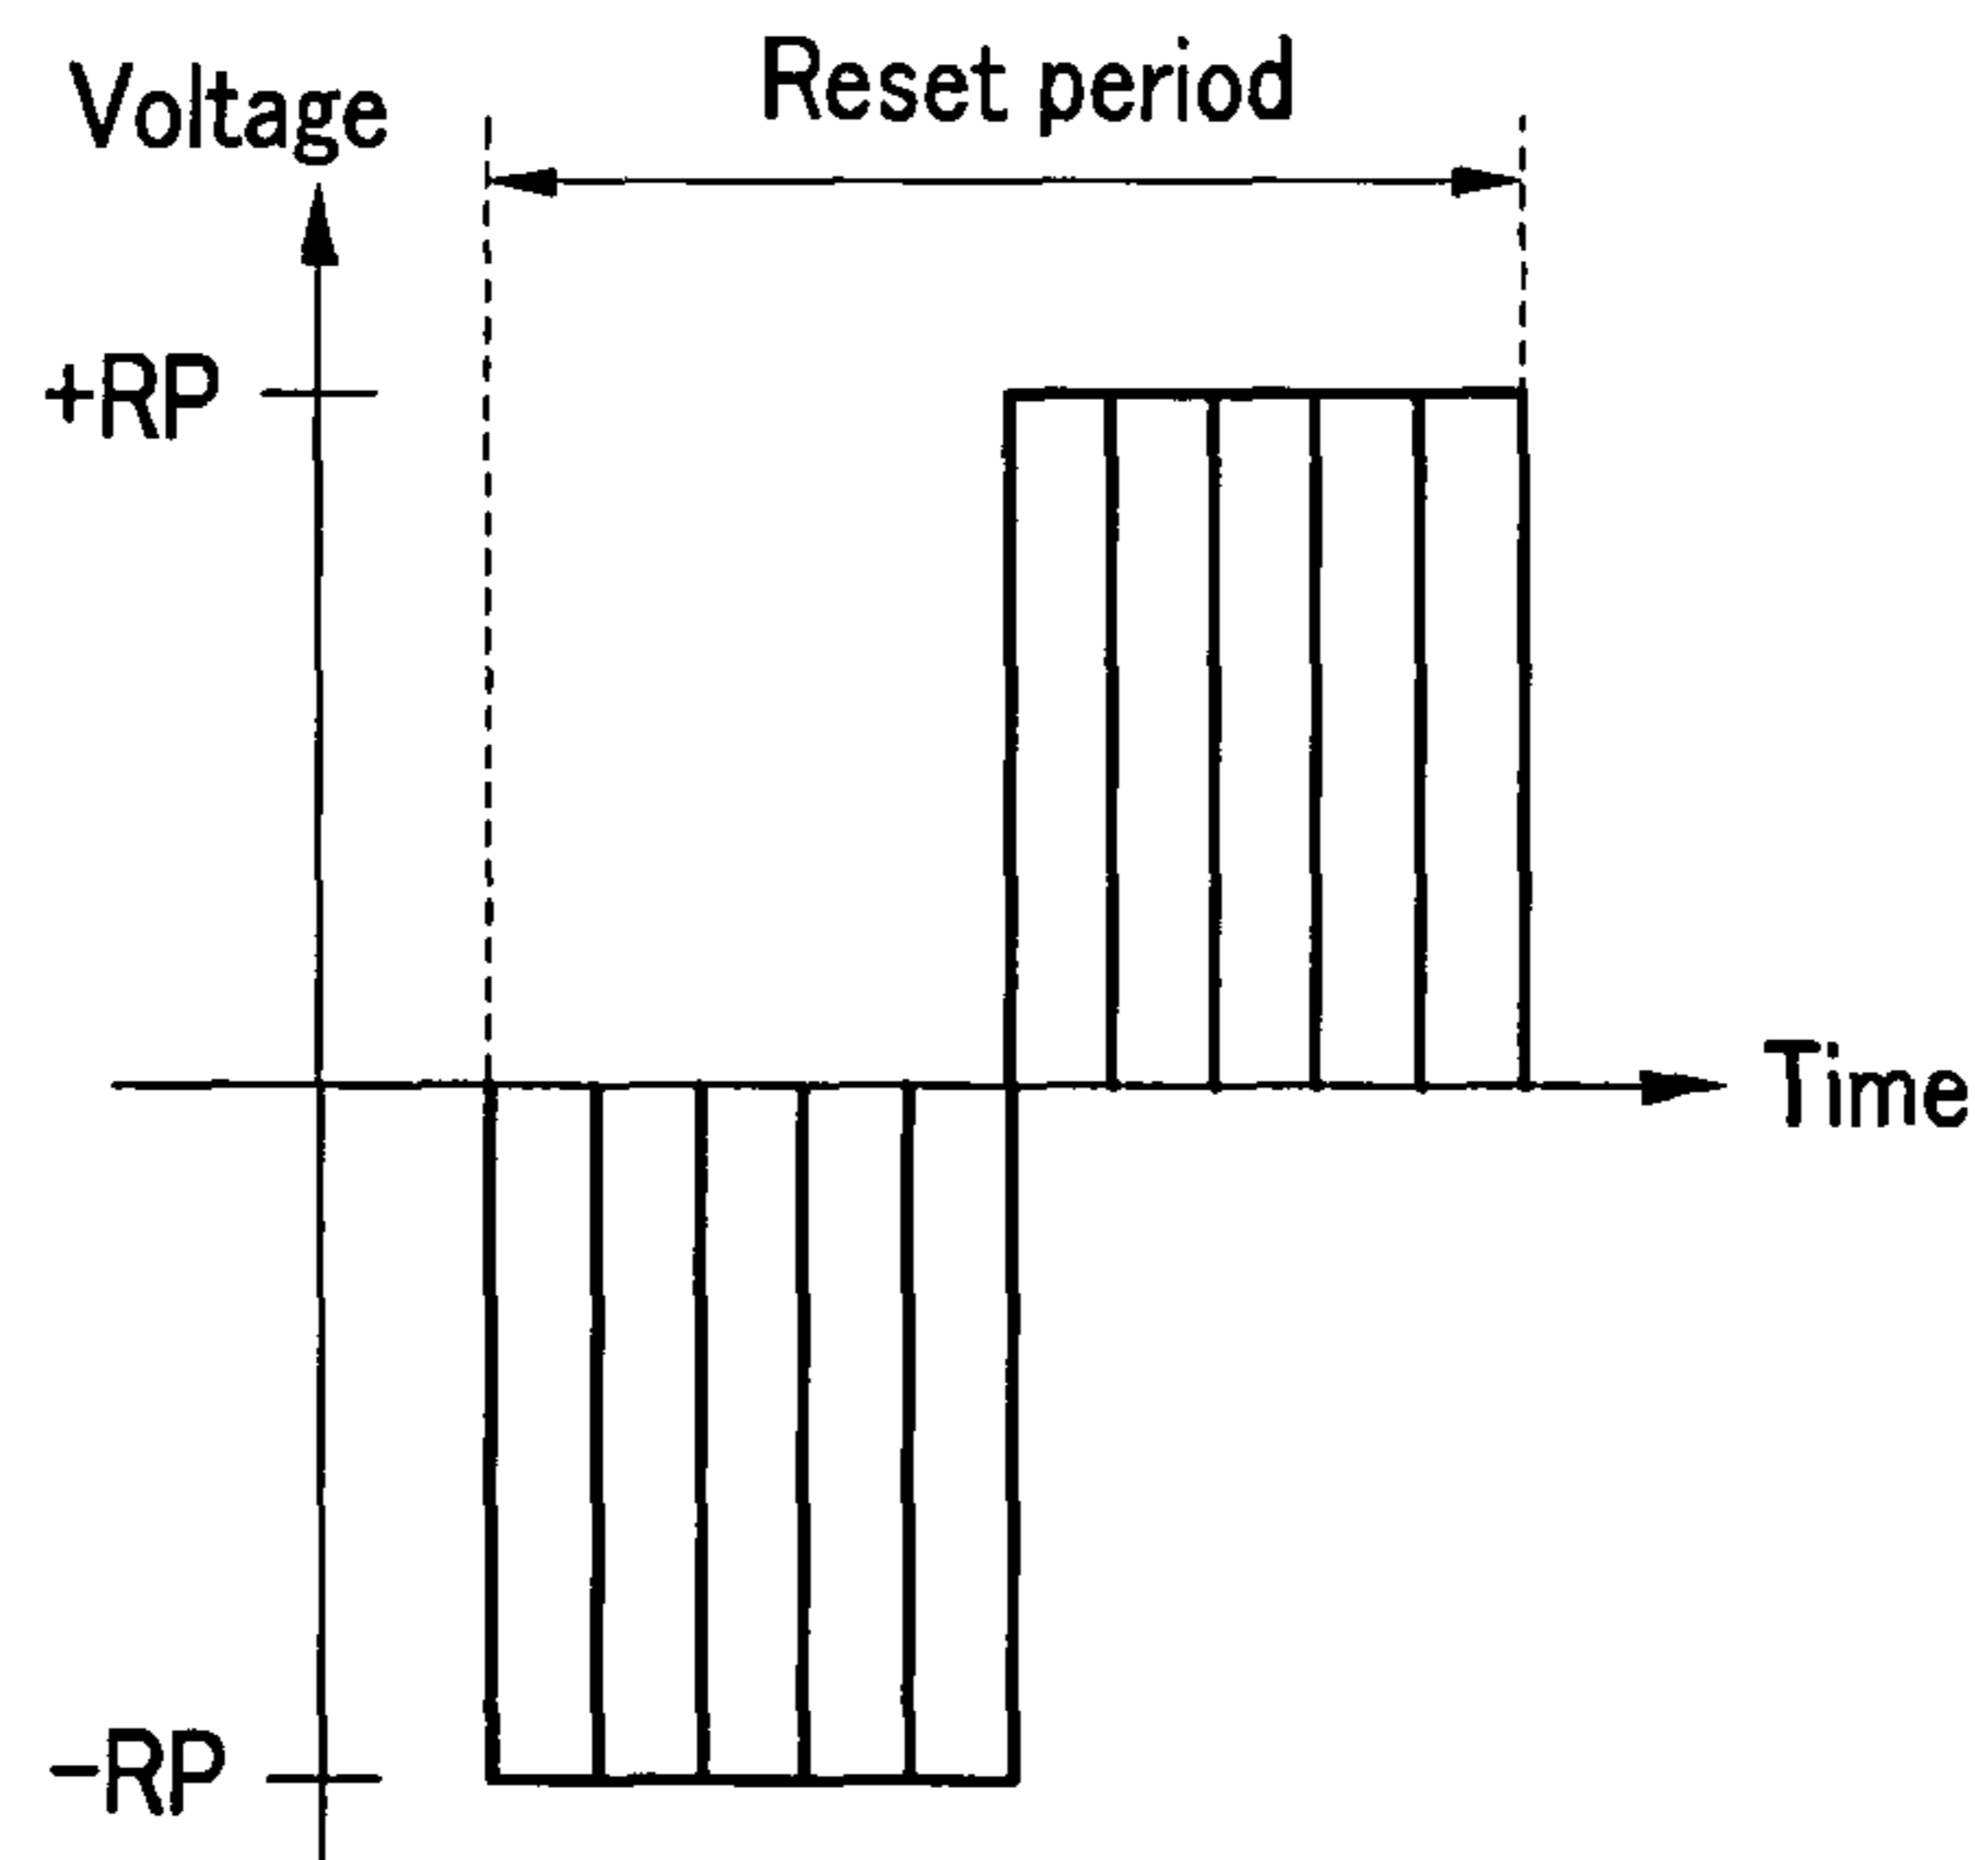 Reset period
Voltage
+RP
Time
−RP